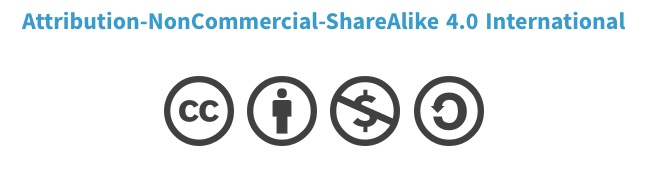 Attribution-NonCommercial-ShareAlike 4.0 International
cc $